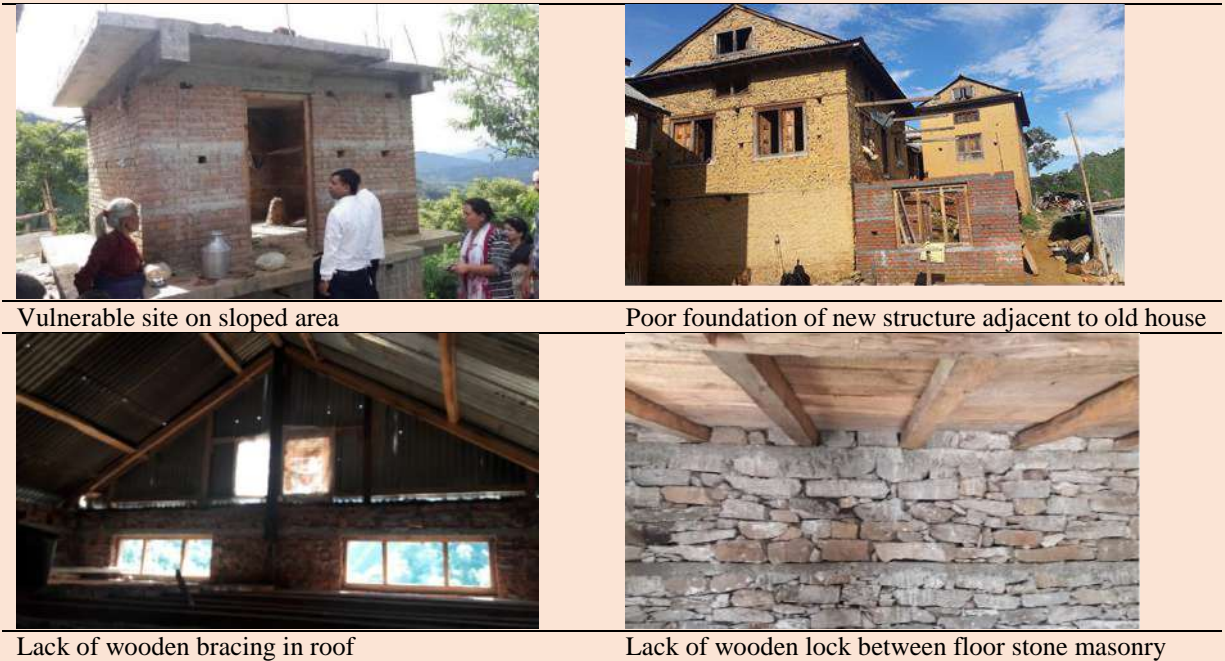 Vulnerable site on sloped area
Poor foundation of new structure adjacent to old house
Lack of wooden bracing in roof
Lack of wooden lock between floor stone masonry